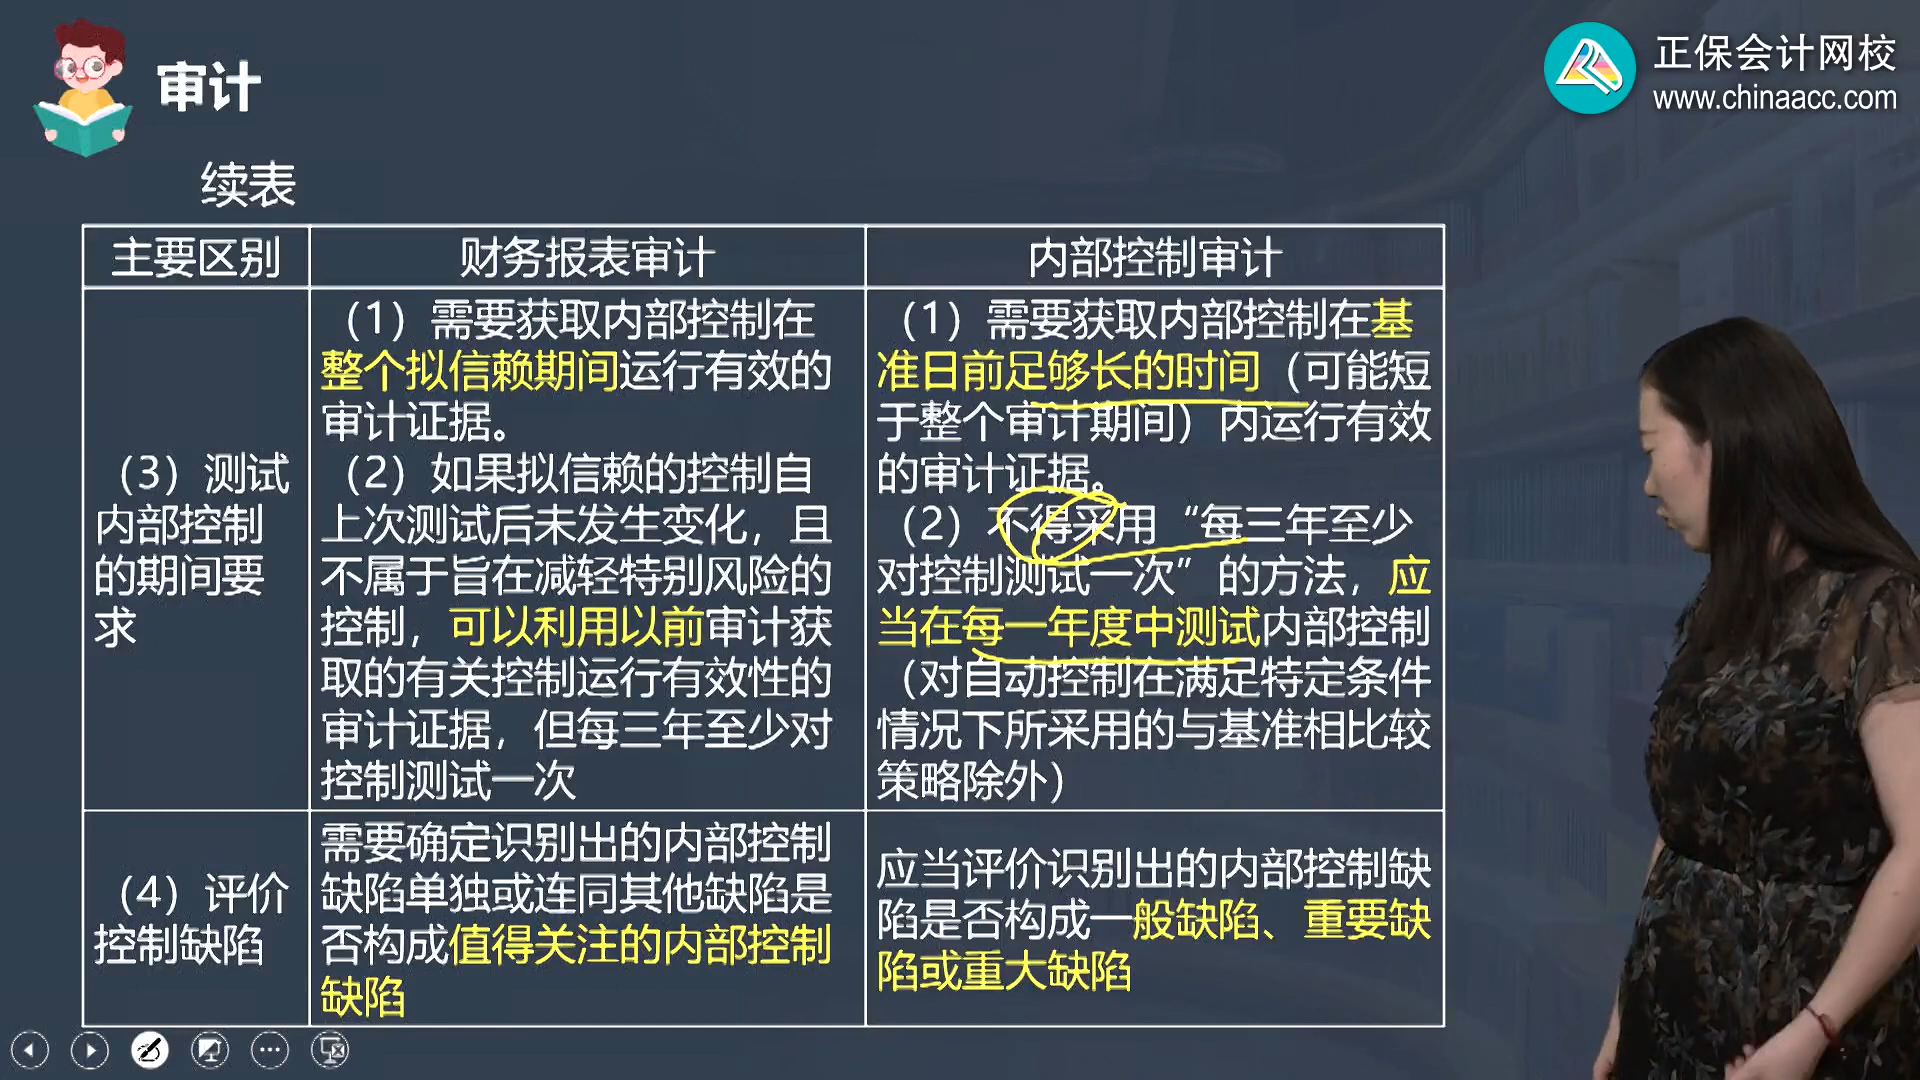 审计
正保会计网校
www.chinaacc.com
续表
主要区别
财务报表审计
内部控制审计
（3）测试
内部控制
的期间要
求
（1）需要获取内部控制在
整个拟信赖期间运行有效的
审计证据。
（2）如果拟信赖的控制自
上次测试后未发生变化，且
不属于旨在减轻特别风险的
控制，可以利用以前审计获
取的有关控制运行有效性的
审计证据，但每三年至少对
控制测试一次
（1）需要获取内部控制在基
准日前足够长的时间（可能短
于整个审计期间）内运行有效
的审计证据。
（2）不得采用“每三年至少
对控制测试一次”的方法，应
当在每一年度中测试内部控制
（对自动控制在满足特定条件
情况下所采用的与基准相比较
策略除外）
（4）评价
控制缺陷
需要确定识别出的内部控制
缺陷单独或连同其他缺陷是
否构成值得关注的内部控制
缺陷
应当评价识别出的内部控制缺
陷是否构成一般缺陷、重要缺
陷或重大缺陷